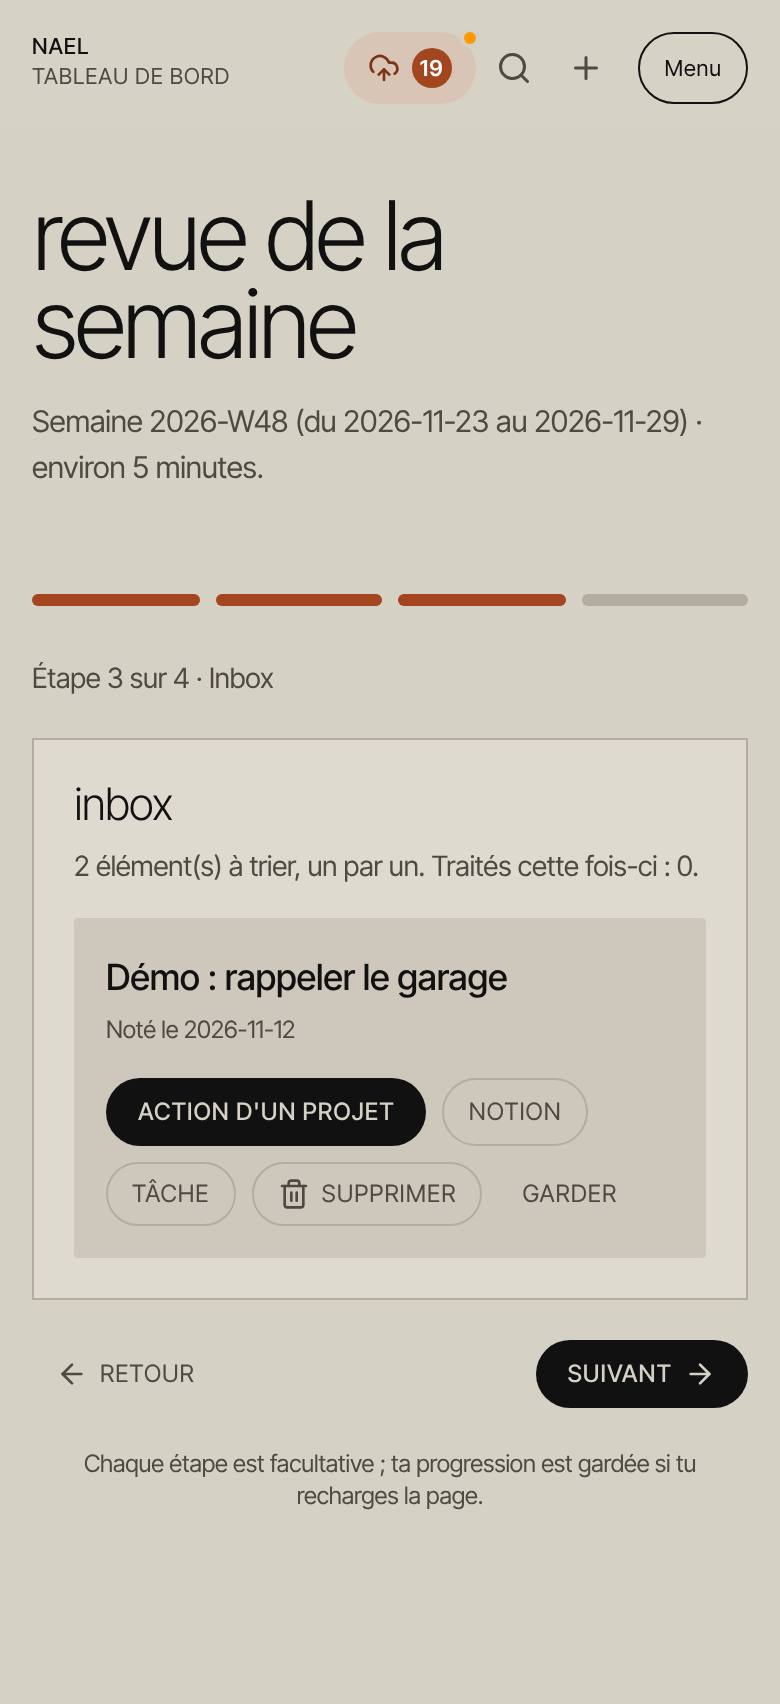 NAEL
TABLEAU DE BORD
19
Menu
revue de la
semaine
Semaine 2026-W48 (du 2026-11-23 au 2026-11-29) ·
environ 5 minutes.
Étape 3 sur 4 · Inbox
inbox
2 élément(s) à trier, un par un. Traités cette fois-ci : 0.
Démo : rappeler le garage
Noté le 2026-11-12
ACTION D'UN PROJET
NOTION
TÂCHE
SUPPRIMER
GARDER
RETOUR
SUIVANT
Chaque étape est facultative ; ta progression est gardée si tu
recharges la page.